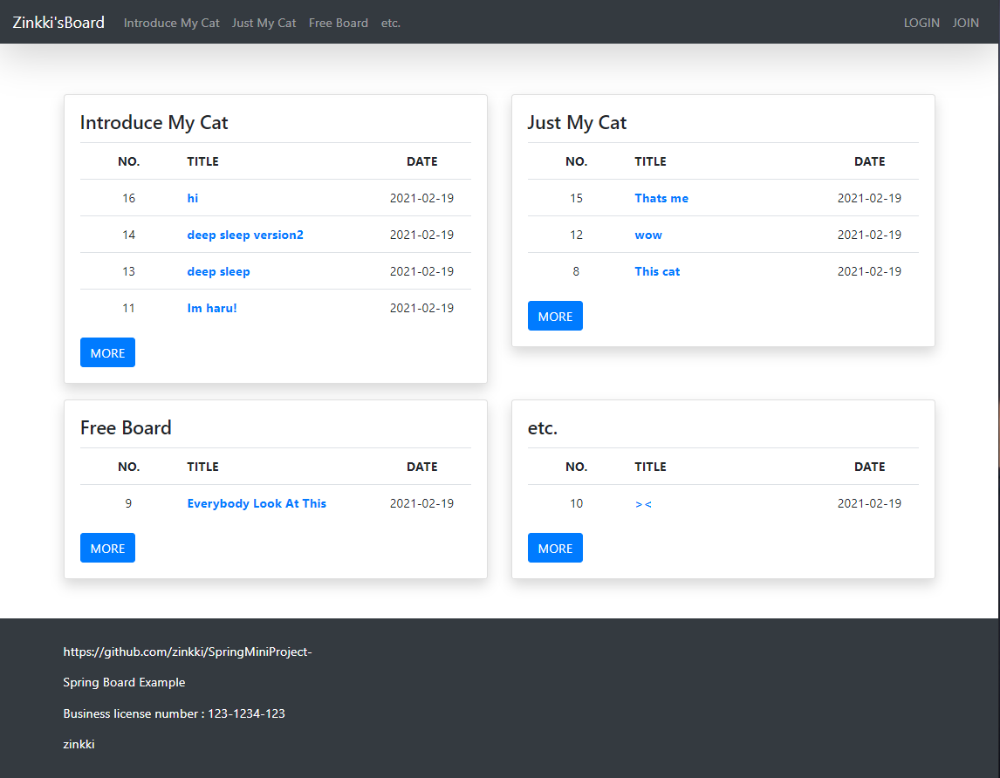 Zinkki'sBoard Introduce My Cat Just My Cat Free Board etc. LOGIN JOIN
Introduce My Cat
NO. TITLE DATE
16 hi 2021-02-19
14 deep sleep version2 2021-02-19
13 deep sleep 2021-02-19
11 Im haru! 2021-02-19
MORE
Just My Cat
NO. TITLE DATE
15 Thats me 2021-02-19
12 wow 2021-02-19
8 This cat 2021-02-19
MORE
Free Board
NO. TITLE DATE
9 Everybody Look At This 2021-02-19
MORE
etc.
NO. TITLE DATE
10 >< 2021-02-19
MORE
https://github.com/zinkki/SpringMiniProject-
Spring Board Example
Business license number : 123-1234-123
zinkki